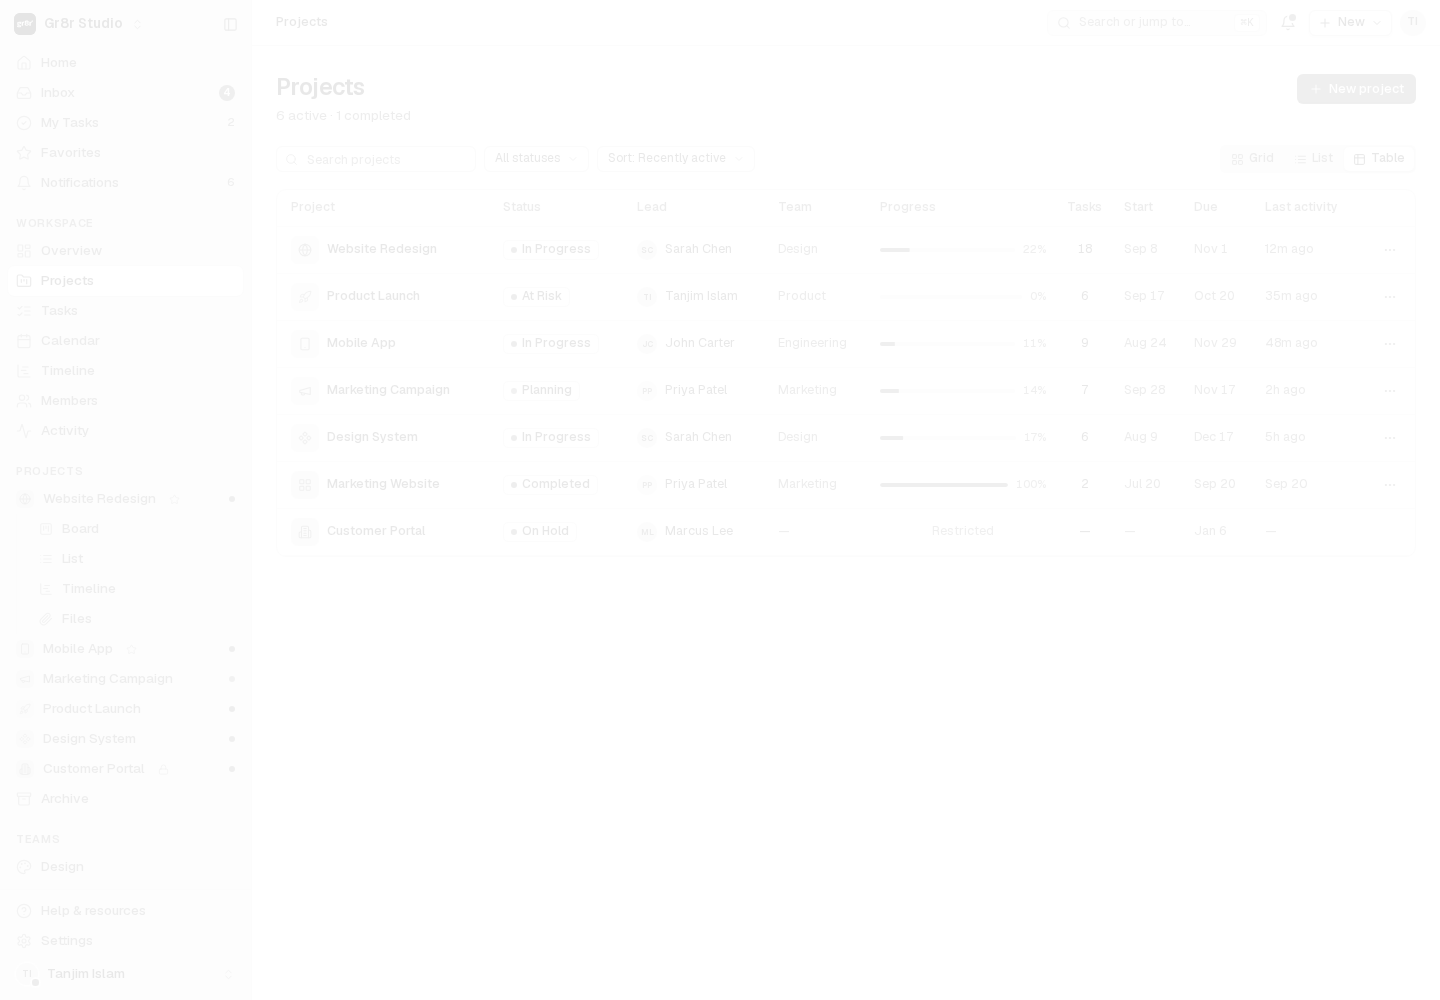 gr8r Gr8r Studio
Home
Inbox 4
My Tasks 2
Favorites
Notifications 6
WORKSPACE
Overview
Projects
Tasks
Calendar
Timeline
Members
Activity
PROJECTS
Website Redesign
Board
List
Timeline
Files
Mobile App
Marketing Campaign
Product Launch
Design System
Customer Portal
Archive
TEAMS
Design
Help & resources
Settings
TI Tanjim Islam
Projects Search or jump to... ⌘K New TI
Projects
6 active · 1 completed
New project
Search projects All statuses Sort: Recently active Grid List Table
Project Status Lead Team Progress Tasks Start Due Last activity
Website Redesign In Progress SC Sarah Chen Design 22% 18 Sep 8 Nov 1 12m ago
Product Launch At Risk TI Tanjim Islam Product 0% 6 Sep 17 Oct 20 35m ago
Mobile App In Progress JC John Carter Engineering 11% 9 Aug 24 Nov 29 48m ago
Marketing Campaign Planning PP Priya Patel Marketing 14% 7 Sep 28 Nov 17 2h ago
Design System In Progress SC Sarah Chen Design 17% 6 Aug 9 Dec 17 5h ago
Marketing Website Completed PP Priya Patel Marketing 100% 2 Jul 20 Sep 20 Sep 20
Customer Portal On Hold ML Marcus Lee — Restricted — — Jan 6 —